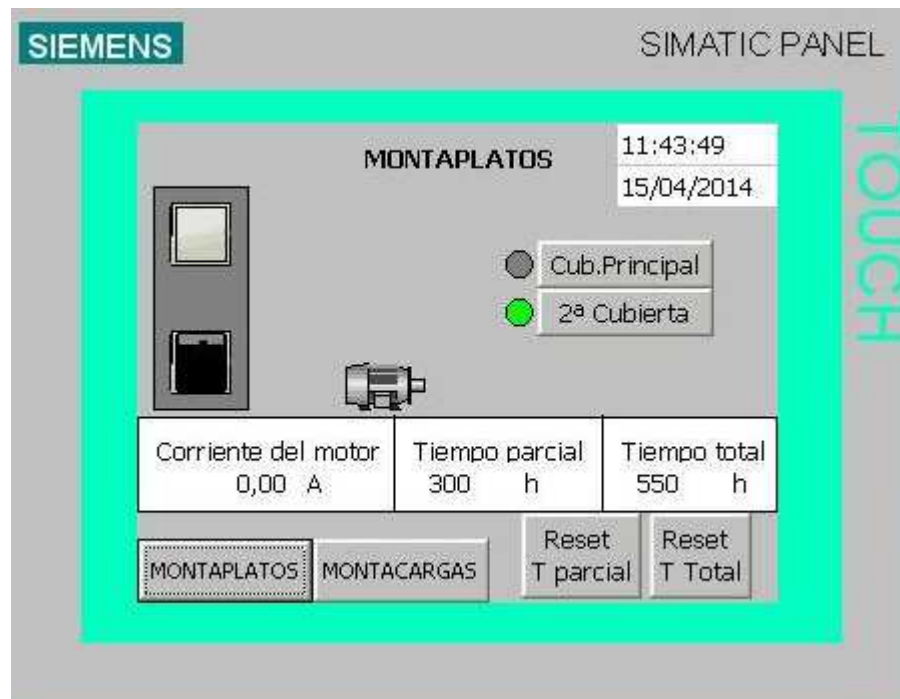 SIEMENS
SIMATIC PANEL
TOUCH
MONTAPLATOS
11:43:49
15/04/2014
Cub.Principal
2ª Cubierta
Corriente del motor
0,00 A
Tiempo parcial
300 h
Tiempo total
550 h
MONTAPLATOS
MONTACARGAS
Reset
T parcial
Reset
T Total